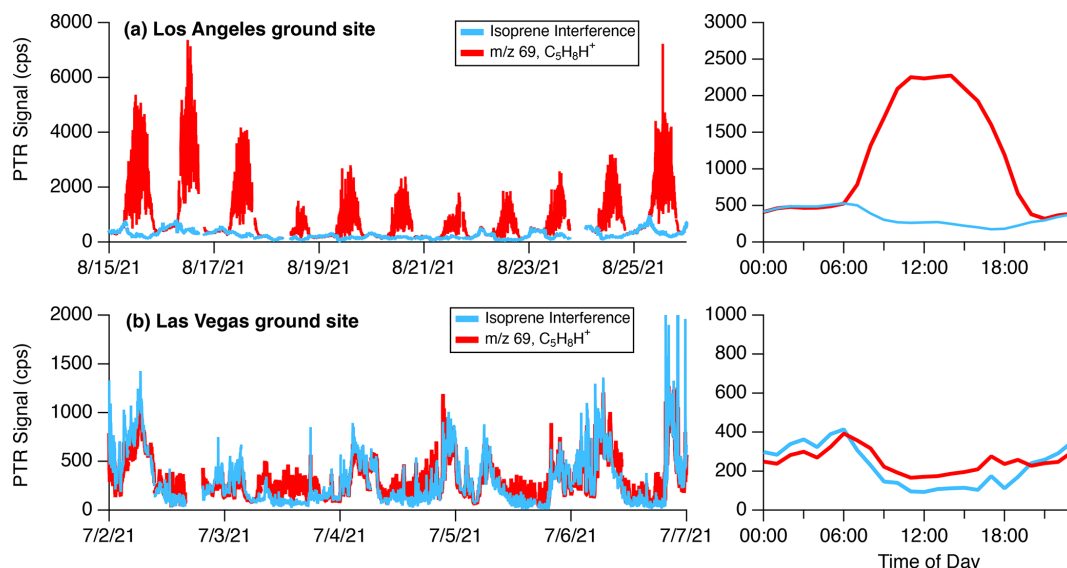 (a) Los Angeles ground site
Isoprene Interference
m/z 69, C5H8H+
PTR Signal (cps)
8000
6000
4000
2000
0
8/15/21 8/17/21 8/19/21 8/21/21 8/23/21 8/25/21
3000
2500
2000
1500
1000
500
0
00:00 06:00 12:00 18:00
(b) Las Vegas ground site
Isoprene Interference
m/z 69, C5H8H+
PTR Signal (cps)
2000
1500
1000
500
0
7/2/21 7/3/21 7/4/21 7/5/21 7/6/21 7/7/21
1000
800
600
400
200
0
00:00 06:00 12:00 18:00
Time of Day